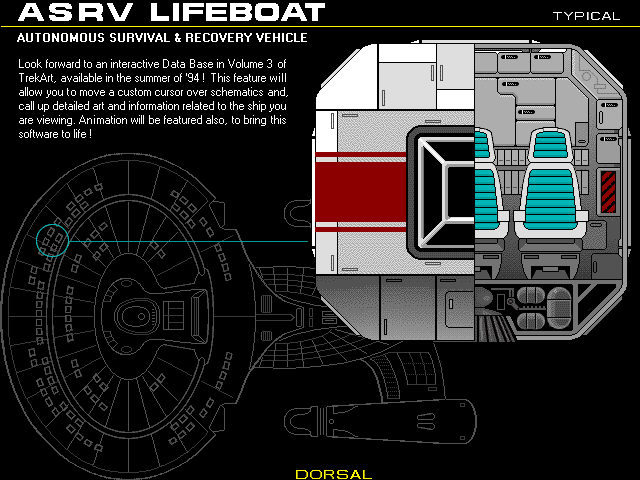 ASRV LIFEBOAT
TYPICAL
AUTONOMOUS SURVIVAL & RECOVERY VEHICLE
Look forward to an interactive Data Base in Volume 3 of
TrekArt, available in the summer of '94 ! This feature will
allow you to move a custom cursor over schematics and,
call up detailed art and information related to the ship you
are viewing. Animation will be featured also, to bring this
software to life !
DORSAL